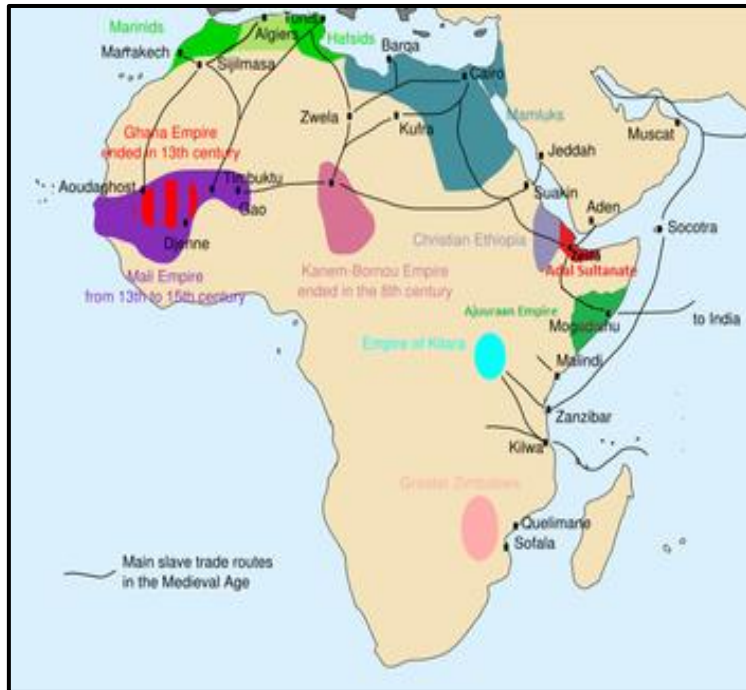 Marinids
Algiers
Hafsids
Marrakech
Sijilmasa
Barqa
Cairo
Mamluks
Zwela
Kufra
Muscat
Ghana Empire
ended in 13th century
Jeddah
Aoudaghost
Timbuktu
Gao
Suakin
Aden
Djenne
Socotra
Christian Ethiopia
Zeila
Adal Sultanate
Mali Empire
from 13th to 15th century
Kanem-Bornou Empire
ended in the 8th century
Ajuuraan Empire
Mogadishu
to India
Empire of Kitara
Malindi
Zanzibar
Kilwa
Greater Zimbabwe
Quelimane
Sofala
Main slave trade routes
in the Medieval Age